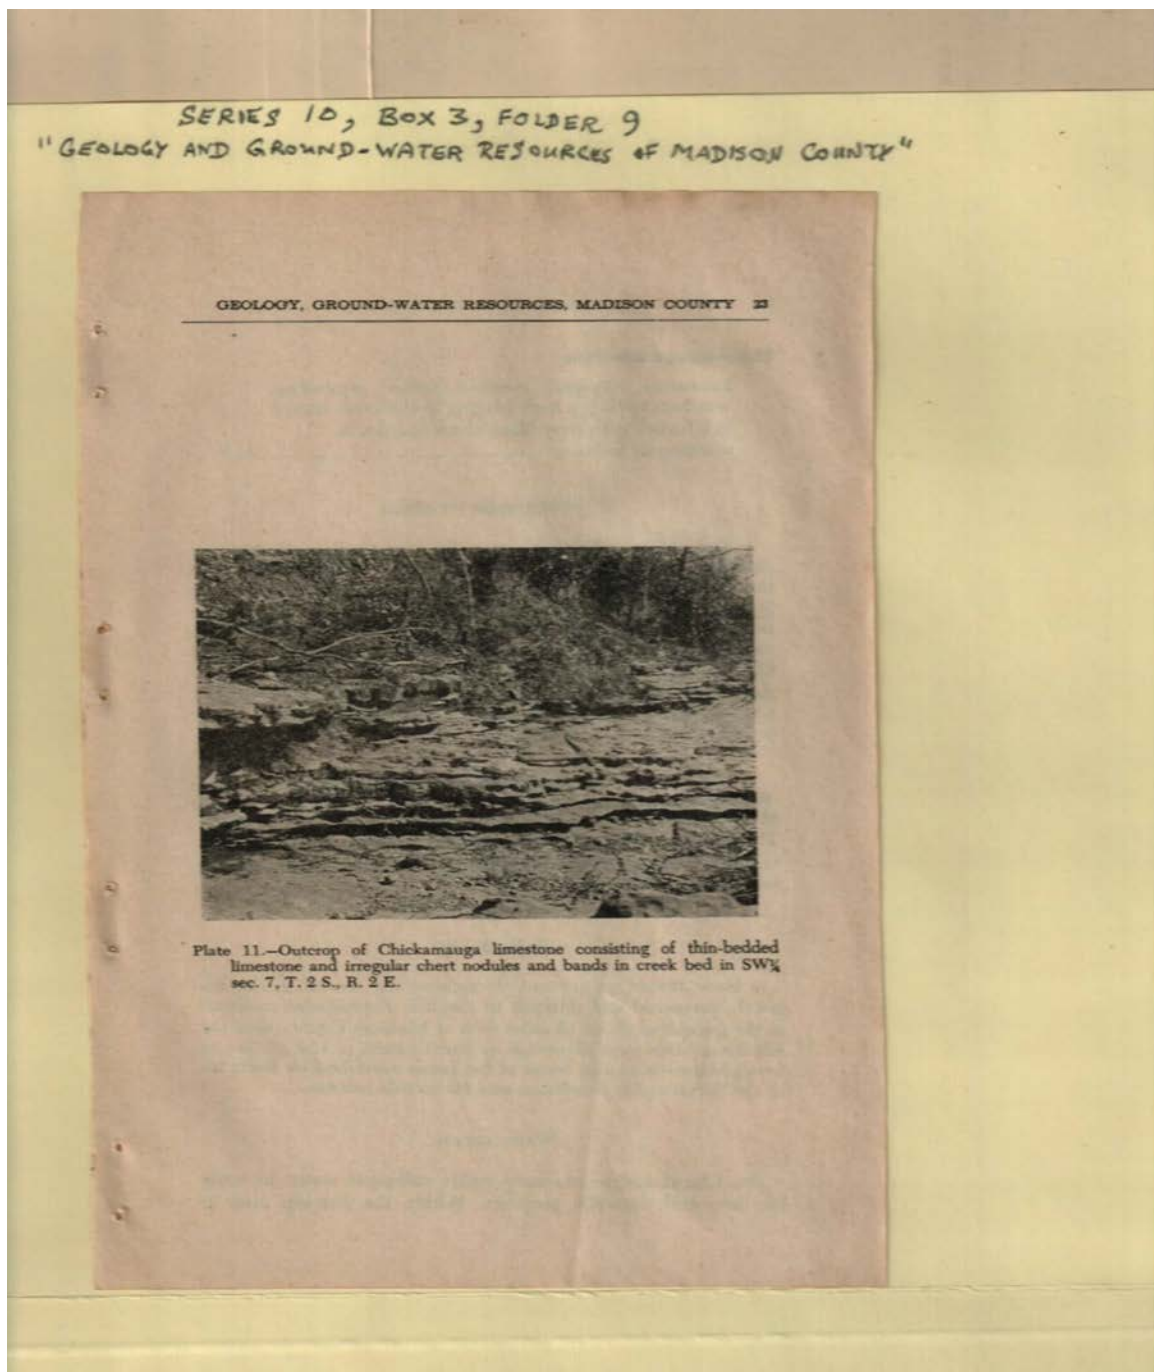 SERIES 10, BOX 3, FOLDER 9
"GEOLOGY AND GROUND-WATER RESOURCES OF MADISON COUNTY"
GEOLOGY, GROUND-WATER RESOURCES, MADISON COUNTY 23
Plate 11.—Outcrop of Chickamauga limestone consisting of thin-bedded
limestone and irregular chert nodules and bands in creek bed in SW¼
sec. 7, T. 2 S., R. 2 E.